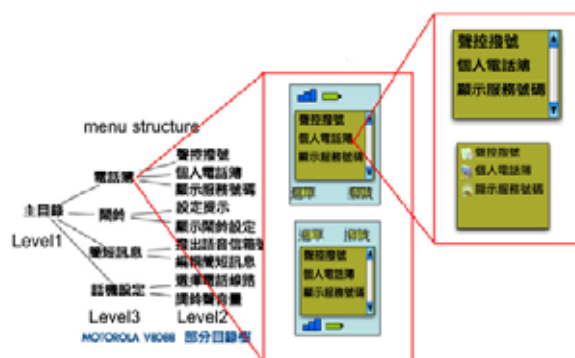 menu structure
主目錄
Level1
電話簿
聲控撥號
個人電話簿
顯示服務號碼
鬧鈴
設定提示
顯示鬧鈴設定
簡短訊息
撥出語音信箱
編輯簡短訊息
話機設定
選擇電話線路
調鈴聲音量
Level3
Level2
MOTOROLA V8088 部分目錄樹
聲控撥號
個人電話簿
顯示服務號碼
選單 撥號
選單 撥號
聲控撥號
個人電話簿
顯示服務號碼
聲控撥號
個人電話簿
顯示服務號碼
聲控撥號
個人電話簿
顯示服務號碼